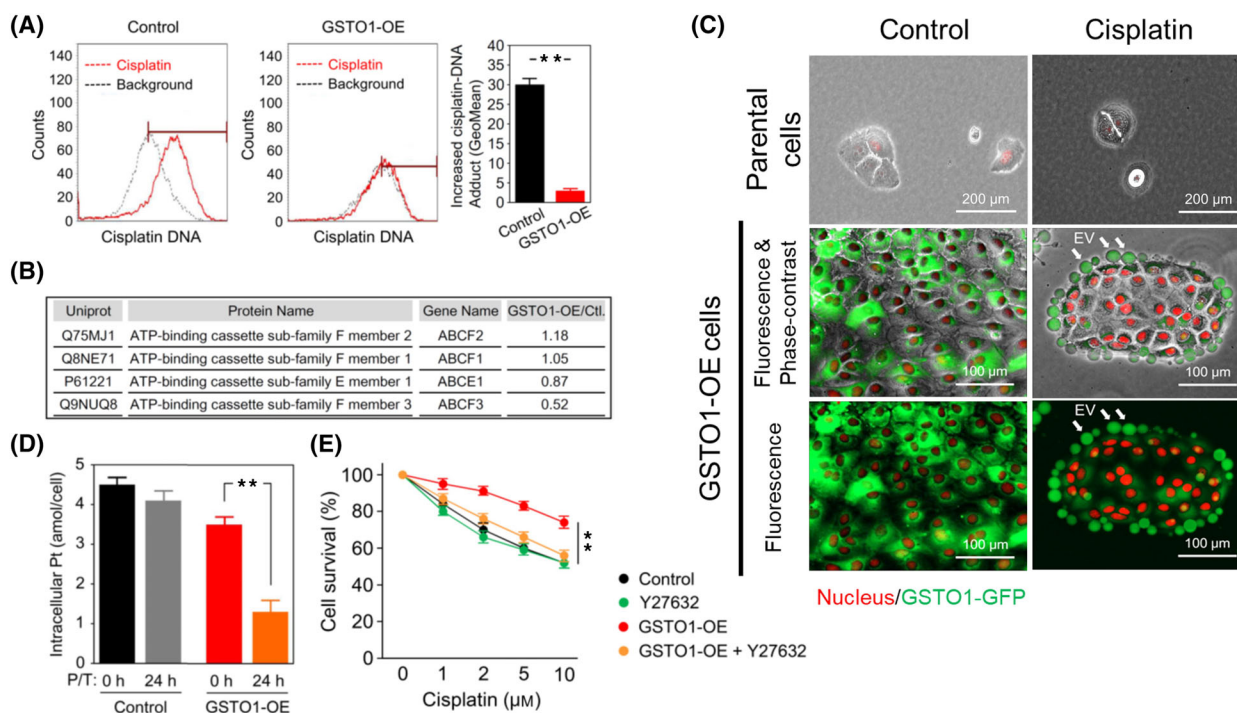 (A)
Control
140
120
100
80
60
40
20
0
Counts
Cisplatin
Background
Cisplatin DNA
GSTO1-OE
140
120
100
80
60
40
20
0
Counts
Cisplatin
Background
Cisplatin DNA
40
35
30
25
20
15
10
5
0
Increased cisplatin-DNA
Adduct (GeoMean)
**
Control
GSTO1-OE
(B)
Uniprot Protein Name Gene Name GSTO1-OE/Ctl.
Q75MJ1 ATP-binding cassette sub-family F member 2 ABCF2 1.18
Q8NE71 ATP-binding cassette sub-family F member 1 ABCF1 1.05
P61221 ATP-binding cassette sub-family E member 1 ABCE1 0.87
Q9NUQ8 ATP-binding cassette sub-family F member 3 ABCF3 0.52
(C)
Control Cisplatin
Parental
cells
200 µm
200 µm
GSTO1-OE cells
Fluorescence &
Phase-contrast
100 µm
EV
100 µm
Fluorescence
100 µm
EV
100 µm
Nucleus/GSTO1-GFP
(D)
5
4
3
2
1
0
Intracellular Pt (amol/cell)
**
P/T: 0 h 24 h 0 h 24 h
Control GSTO1-OE
(E)
100
80
60
40
20
0
Cell survival (%)
**
0 1 2 5 10
Cisplatin (µM)
Control
Y27632
GSTO1-OE
GSTO1-OE + Y27632